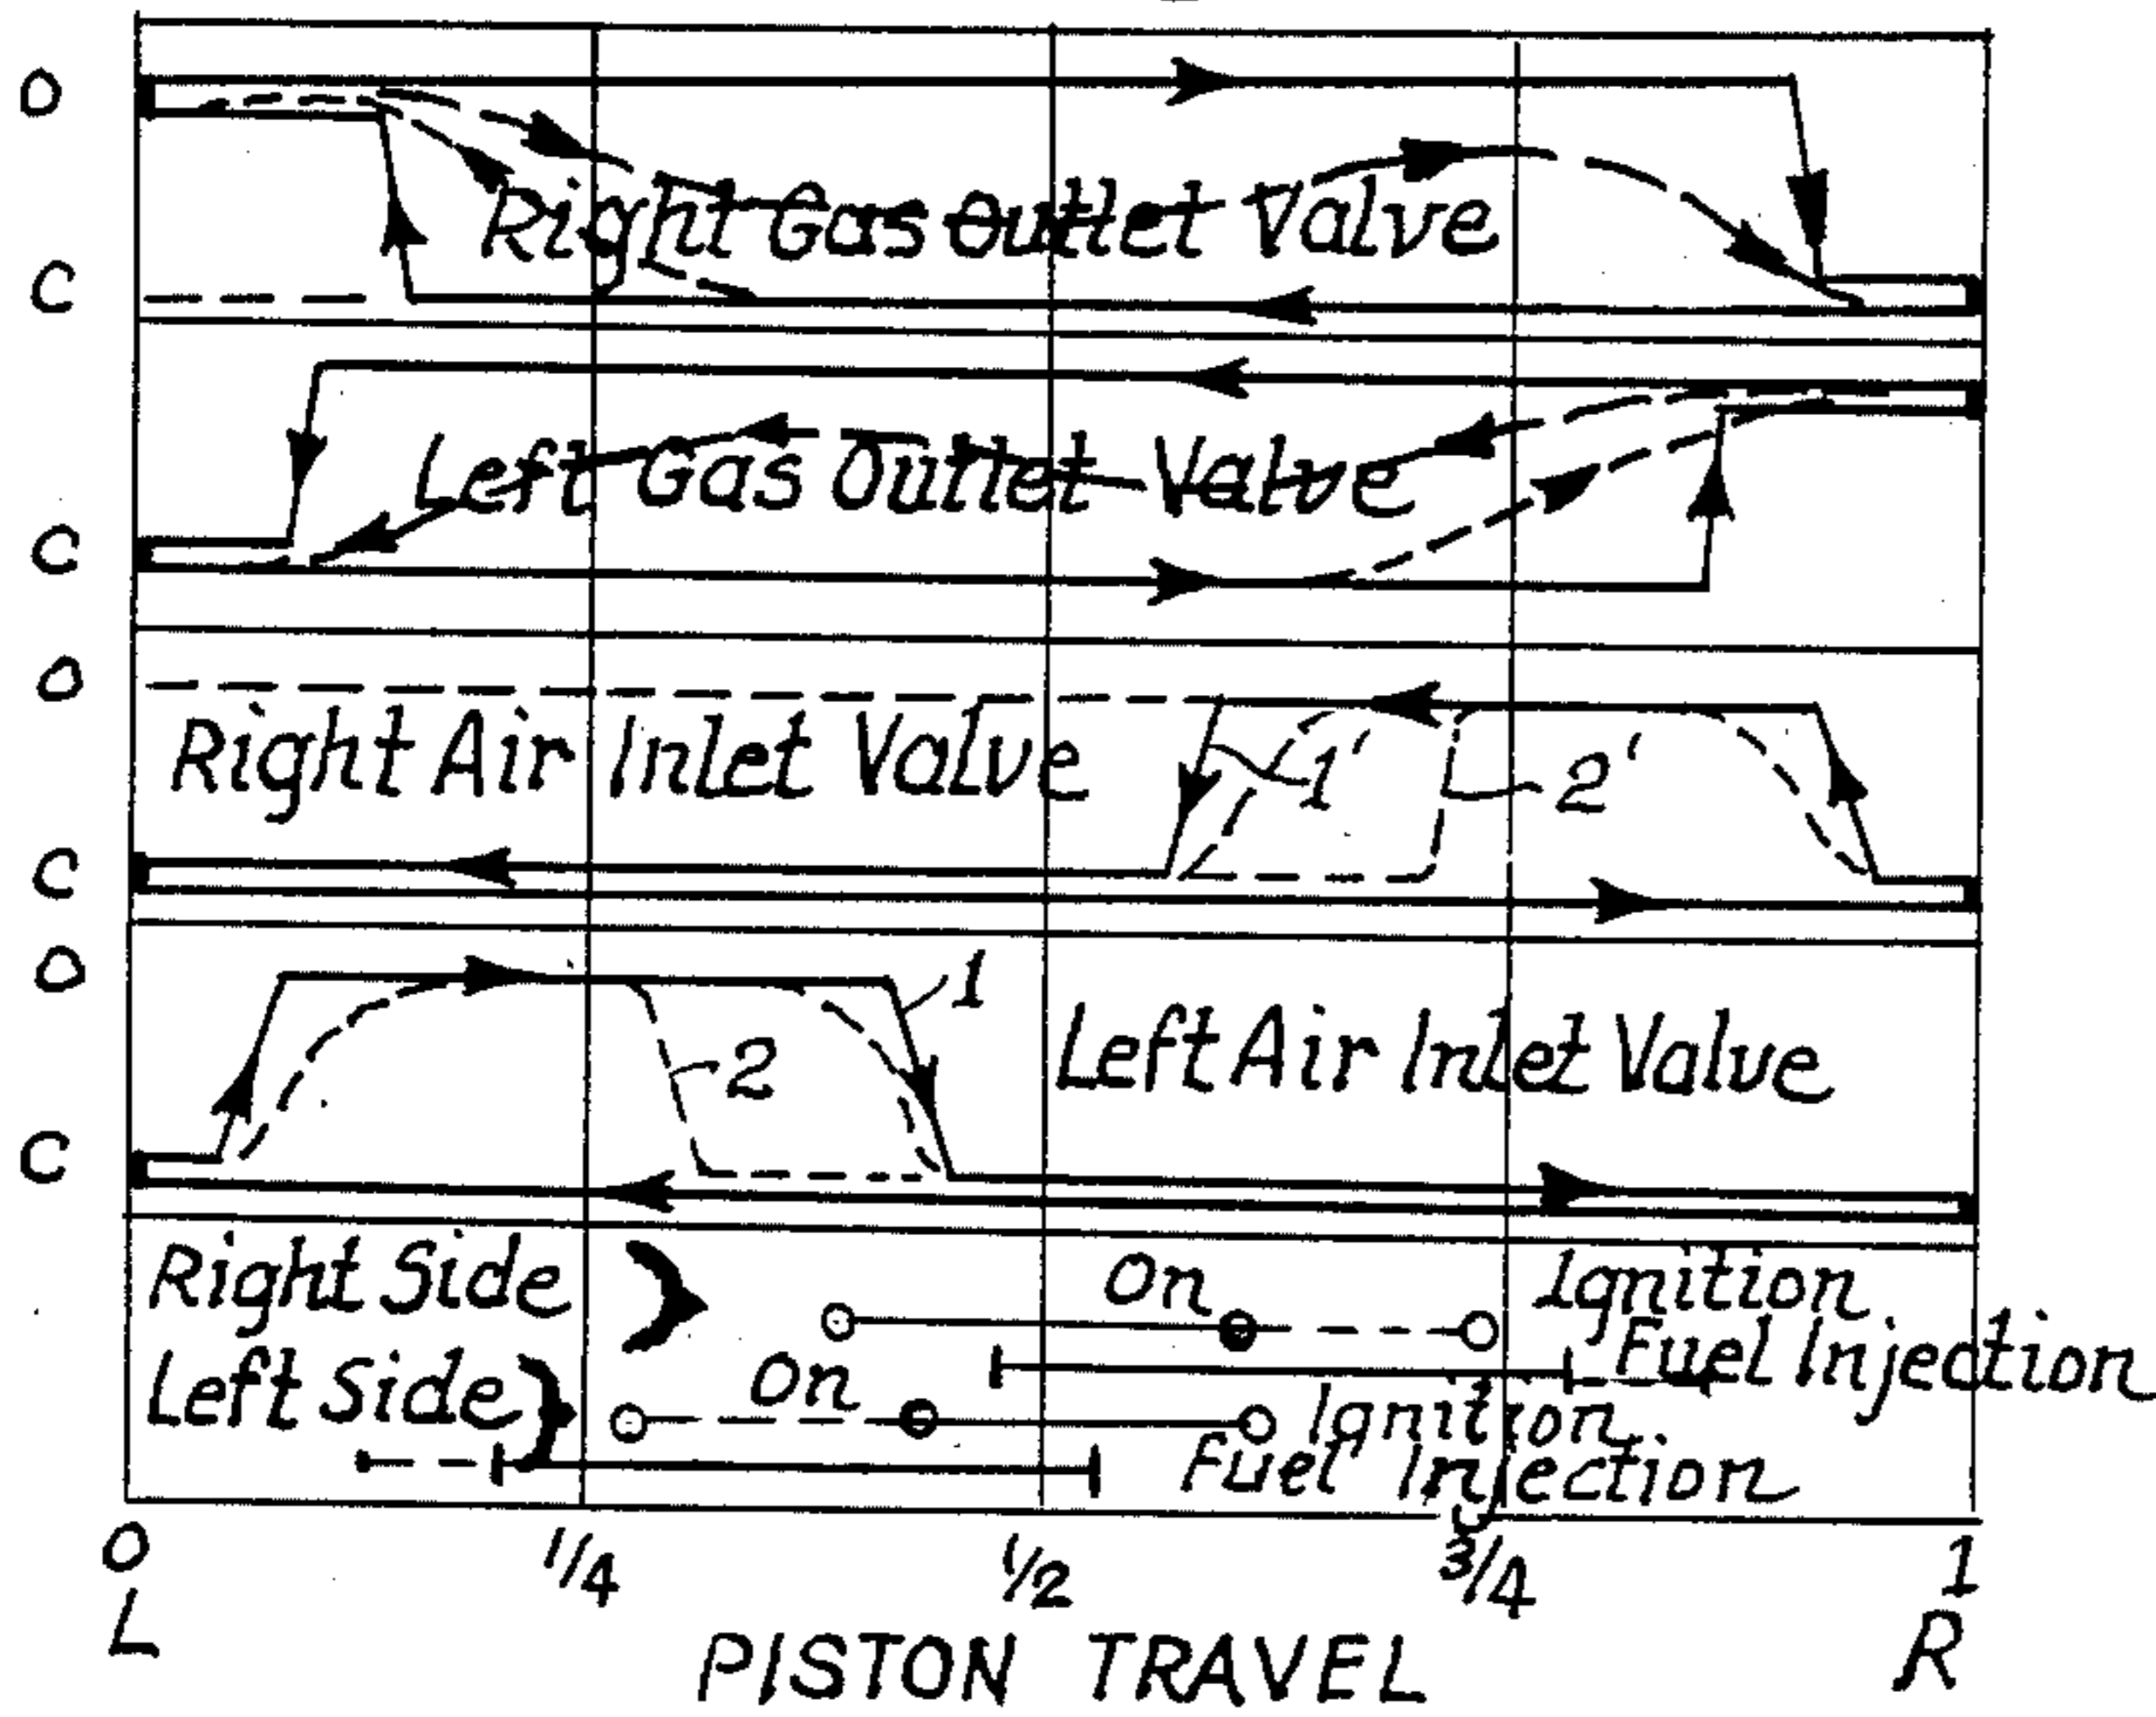 O
Right Gas Outlet Valve
C
Left Gas Outlet Valve
C
O
Right Air Inlet Valve
1'
2'
C
O
1
2
Left Air Inlet Valve
C
Right Side
On
Ignition
Fuel Injection
Left Side
On
Ignition
Fuel Injection
0
1/4
1/2
3/4
1
L
R
PISTON TRAVEL